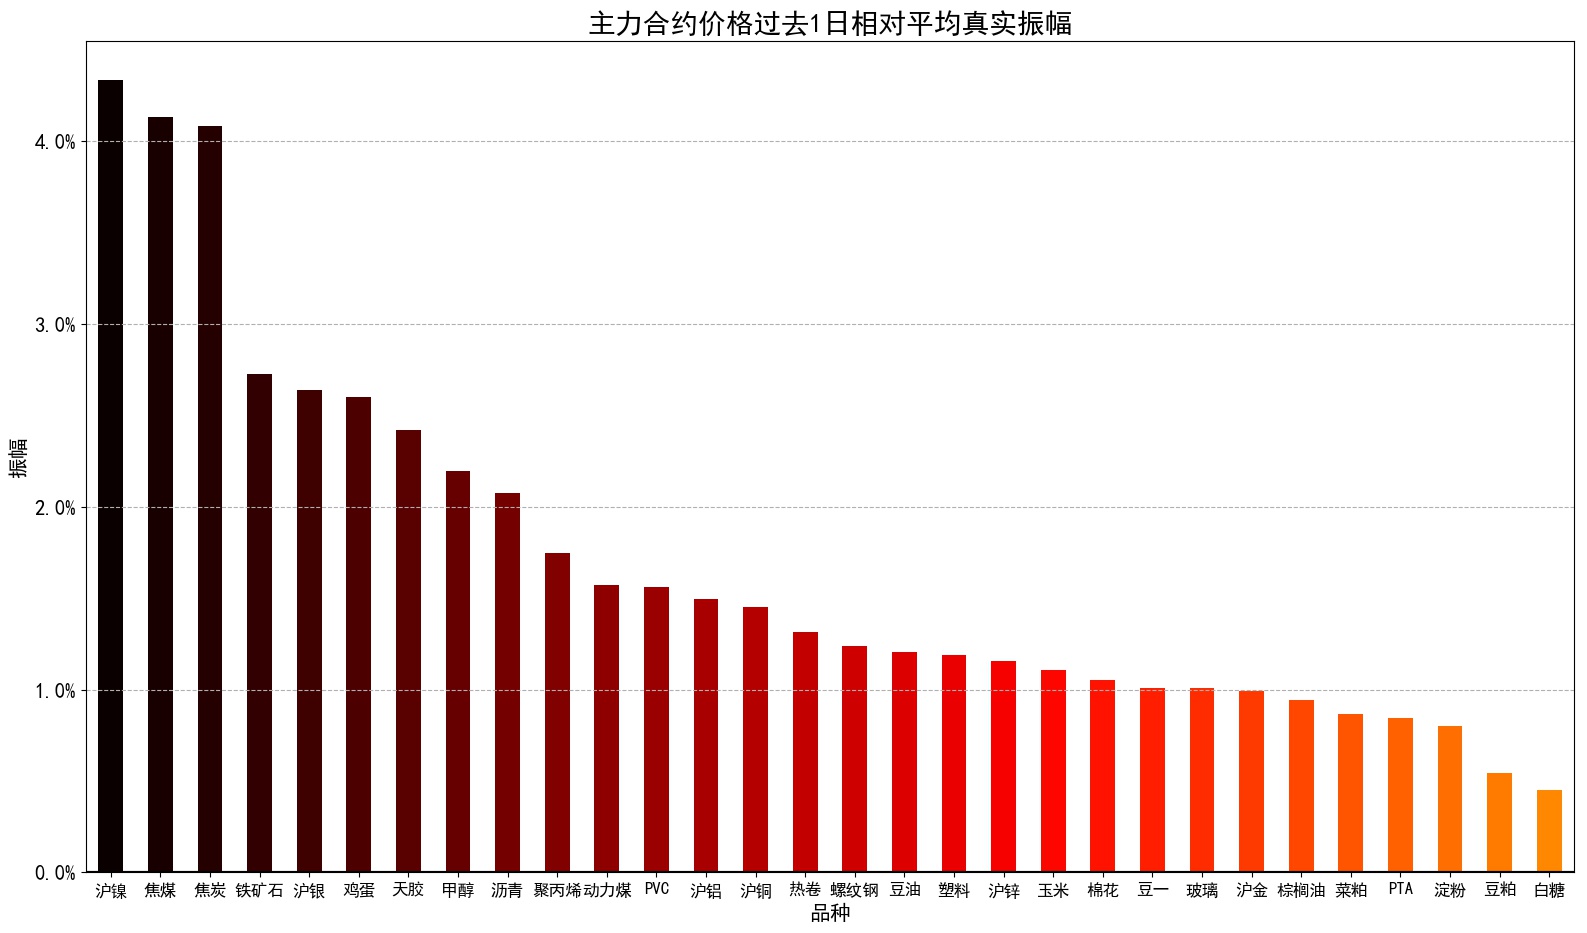 主力合约价格过去1日相对平均真实振幅
振幅
4.0%
3.0%
2.0%
1.0%
0.0%
沪镍 焦煤 焦炭 铁矿石 沪银 鸡蛋 天胶 甲醇 沥青 聚丙烯 动力煤 PVC 沪铝 沪铜 热卷 螺纹钢 豆油 塑料 沪锌 玉米 棉花 豆一 玻璃 沪金 棕榈油 菜粕 PTA 淀粉 豆粕 白糖
品种